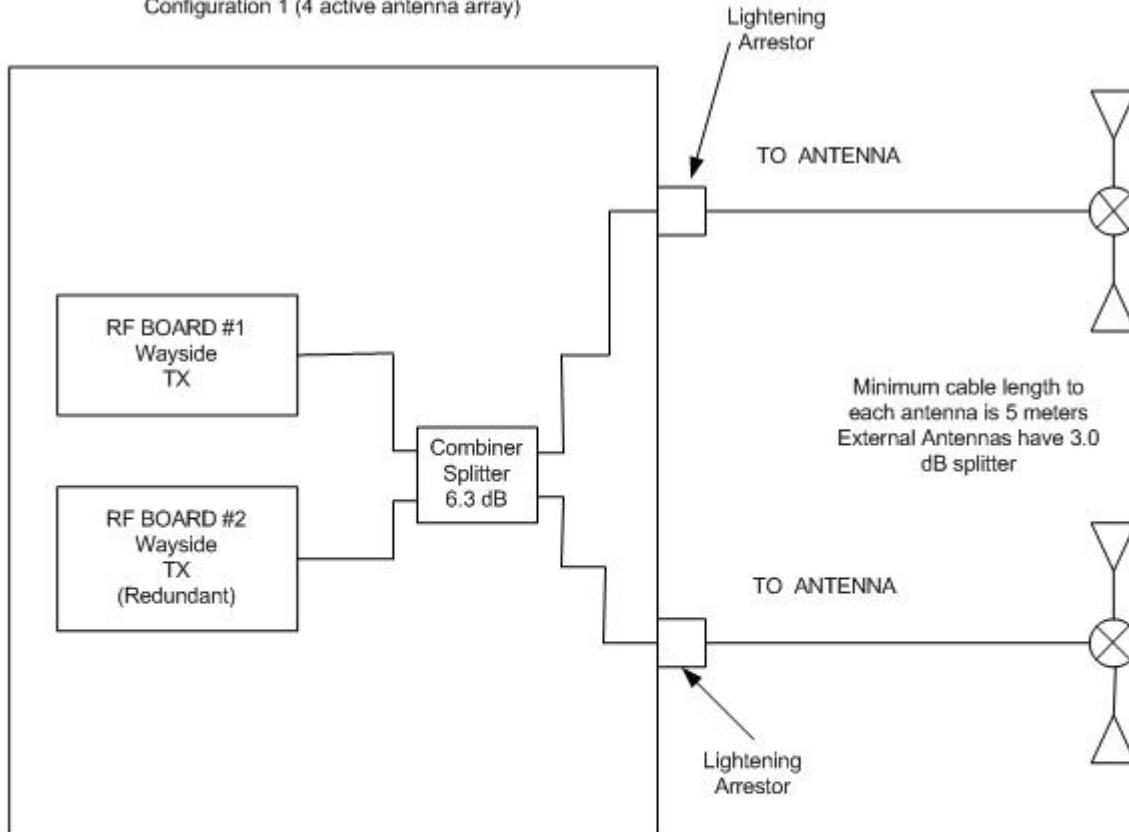 Configuration 1 (4 active antenna array)
Lightening
Arrestor
TO ANTENNA
RF BOARD #1
Wayside
TX
Minimum cable length to
each antenna is 5 meters
External Antennas have 3.0
dB splitter
Combiner
Splitter
6.3 dB
RF BOARD #2
Wayside
TX
(Redundant)
TO ANTENNA
Lightening
Arrestor